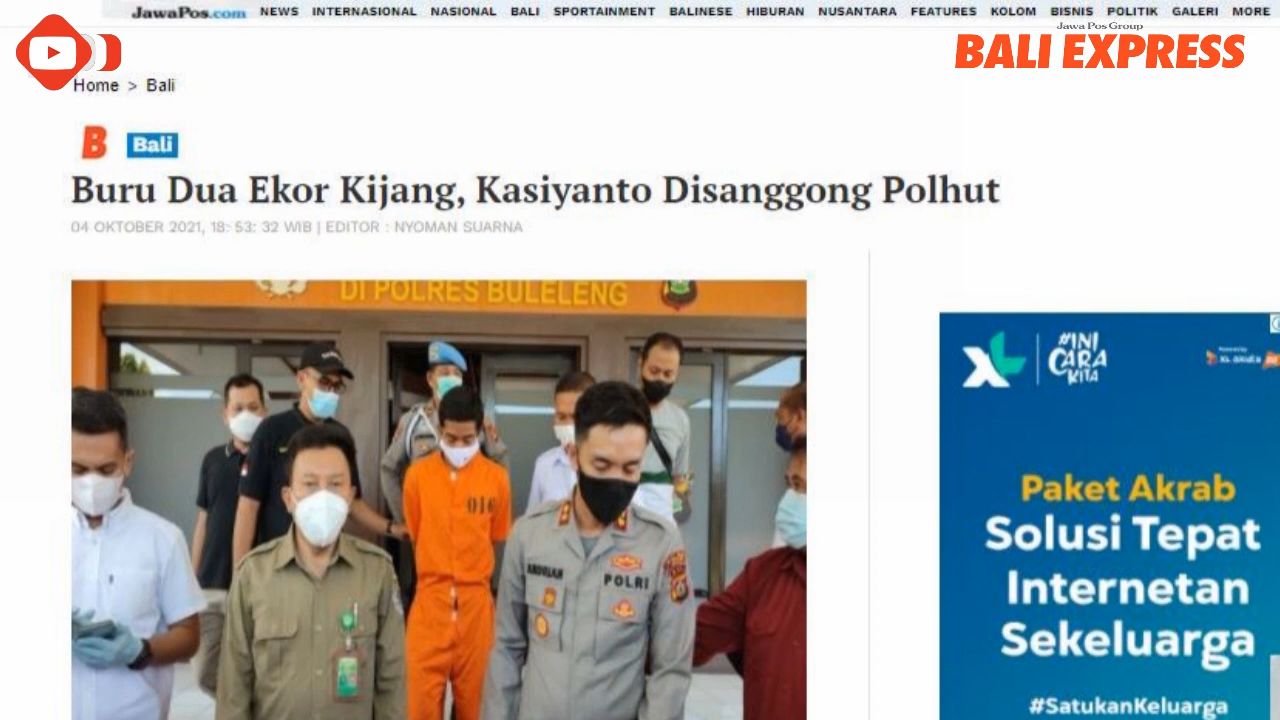 JawaPos.com NEWS INTERNASIONAL NASIONAL BALI SPORTAINMENT BALINESE HIBURAN NUSANTARA FEATURES KOLOM BISNIS POLITIK GALERI MORE
Jawa Pos Group
BALI EXPRESS
Home > Bali
B Bali
Buru Dua Ekor Kijang, Kasiyanto Disanggong Polhut
04 OKTOBER 2021, 18: 53: 32 WIB | EDITOR : NYOMAN SUARNA
DI POLRES BULELENG
016
POLRI
XL
#INI
CARA
KITA
Paket Akrab
Solusi Tepat
Internetan
Sekeluarga
#SatukanKeluarga